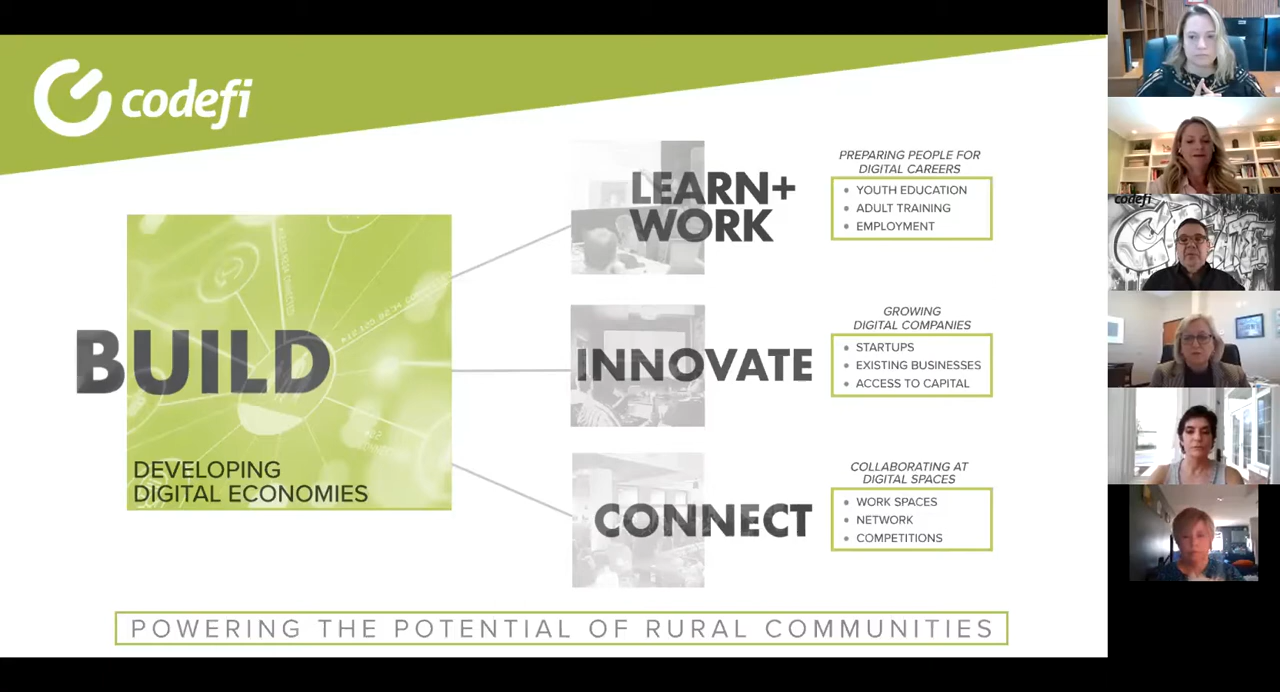 codefi
BUILD
DEVELOPING
DIGITAL ECONOMIES
LEARN+
WORK
PREPARING PEOPLE FOR
DIGITAL CAREERS
• YOUTH EDUCATION
• ADULT TRAINING
• EMPLOYMENT
INNOVATE
GROWING
DIGITAL COMPANIES
• STARTUPS
• EXISTING BUSINESSES
• ACCESS TO CAPITAL
CONNECT
COLLABORATING AT
DIGITAL SPACES
• WORK SPACES
• NETWORK
• COMPETITIONS
POWERING THE POTENTIAL OF RURAL COMMUNITIES
codefi